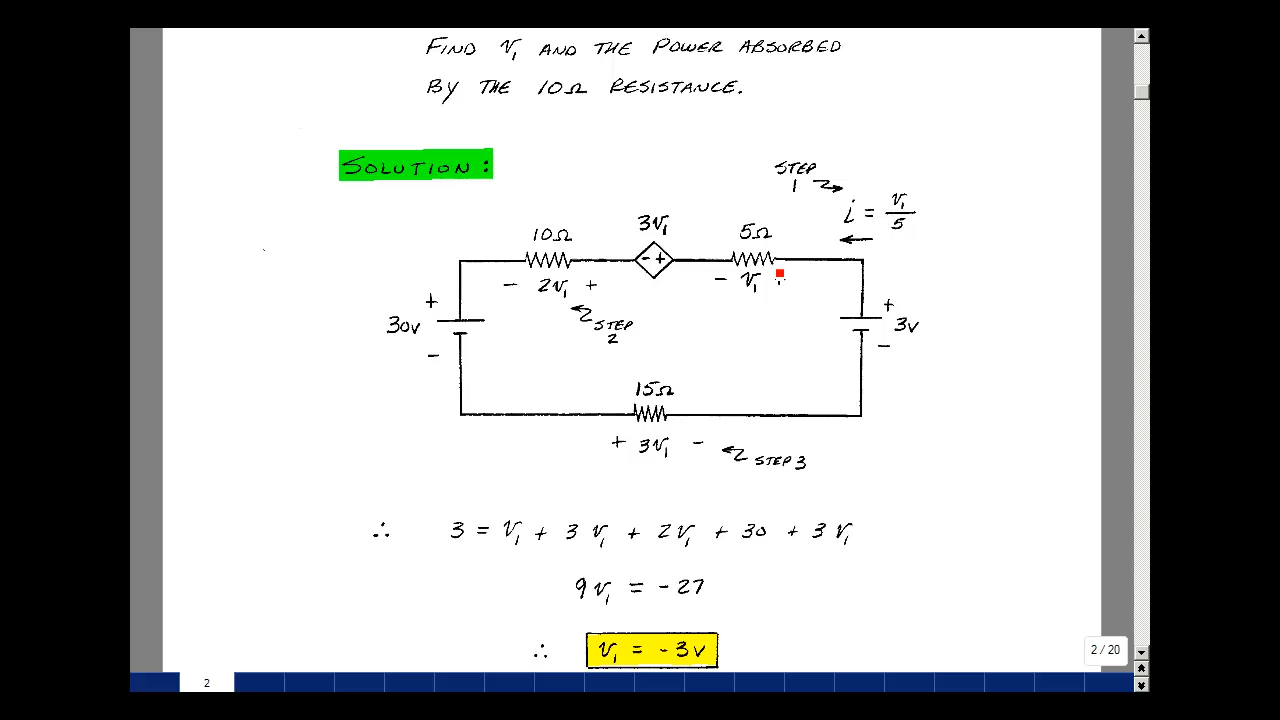 FIND v₁ AND THE POWER ABSORBED
BY THE 10Ω RESISTANCE.
SOLUTION:
STEP
1
i = v₁/5
10Ω
3v₁
5Ω
- +
- 2v₁ +
- v₁
STEP
2
+
30v
-
+
3v
-
15Ω
+ 3v₁ -
STEP 3
∴ 3 = v₁ + 3v₁ + 2v₁ + 30 + 3v₁
9v₁ = -27
∴ v₁ = -3v
2 / 20
2